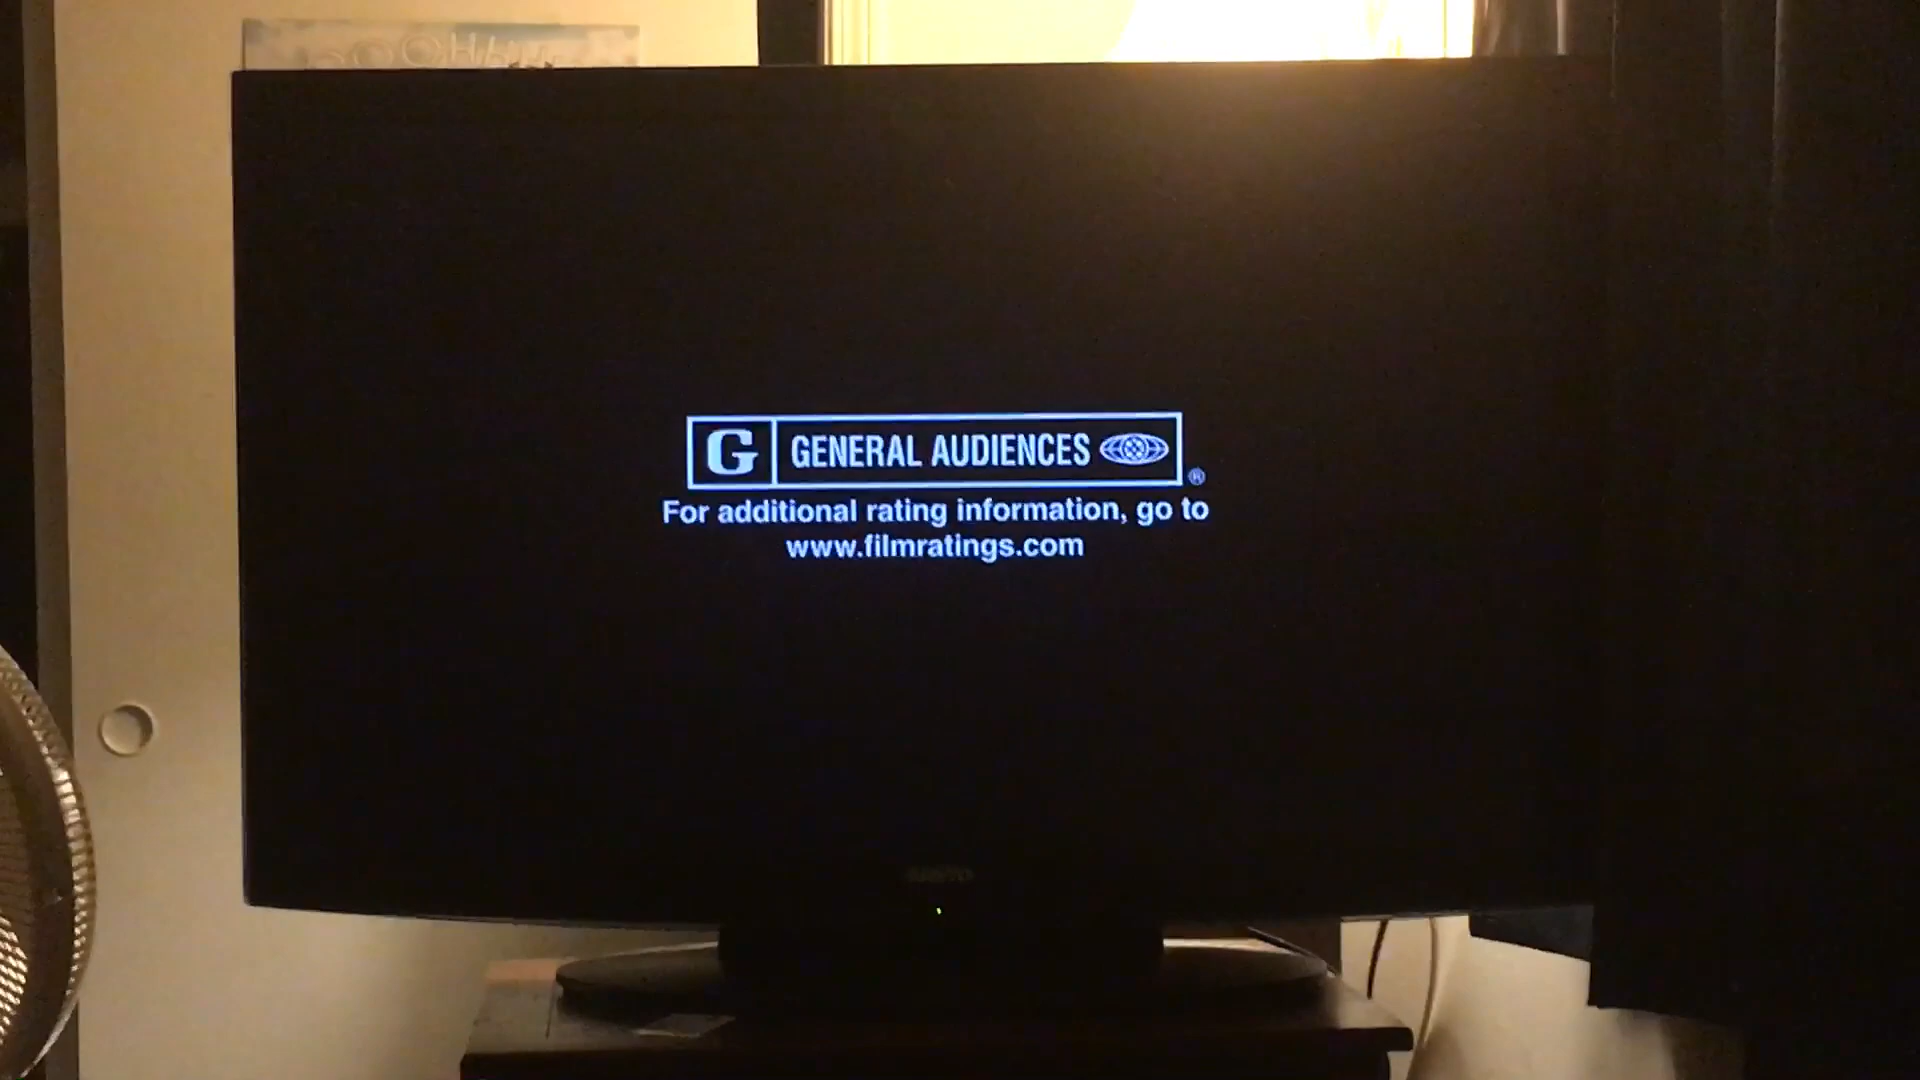 G GENERAL AUDIENCES ®
For additional rating information, go to
www.filmratings.com